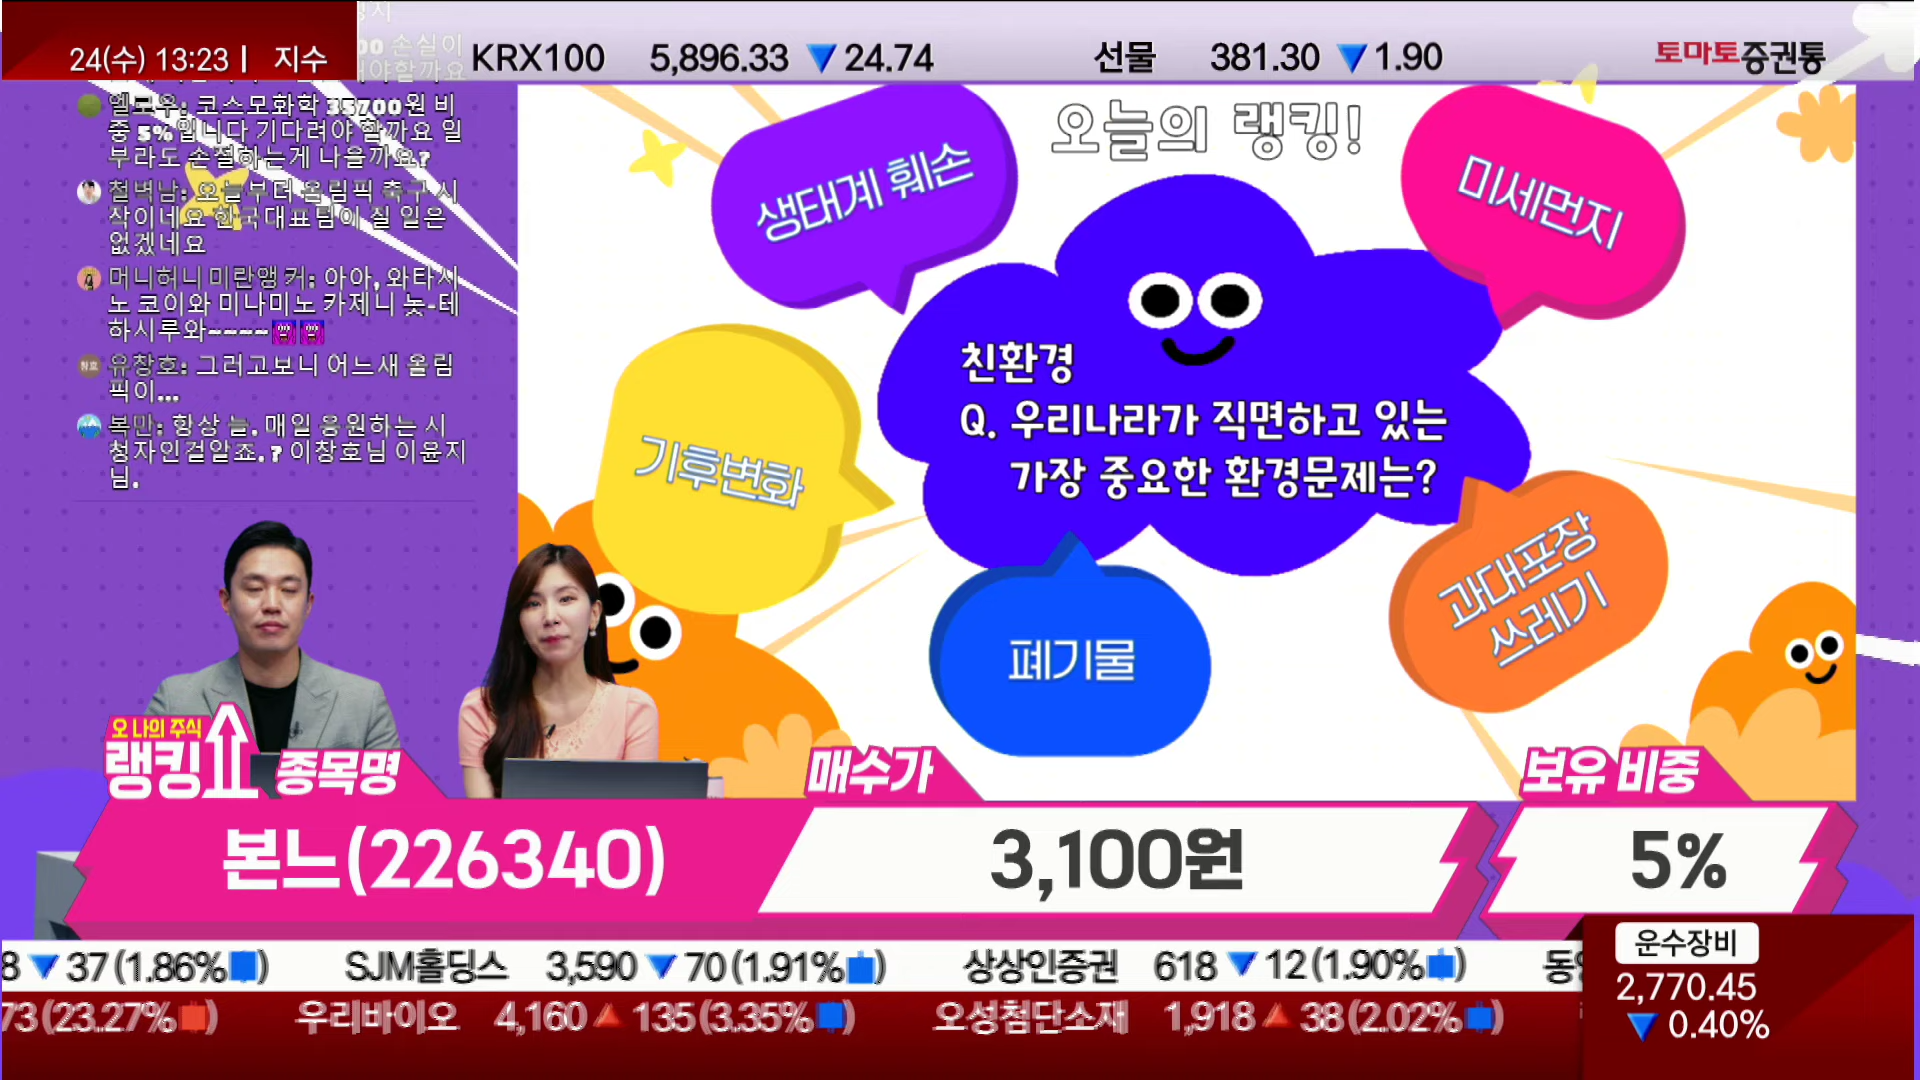 24(수) 13:23 | 지수
KRX100 5,896.33 ▼ 24.74 선물 381.30 ▼ 1.90
토마토증권통
옐로우: 코스모화학 35700원 비
중 5%입니다 기다려야 할까요 일
부라도 손절하는게 나을까요?
철벽남: 오늘부터 올림픽 축구 시
작이네요 한국대표팀이 질 일은
없겠네요
머니허니 미란앵커: 아아, 와타시
노 코이와 미나미노 카제니 놋-테
하시루와~~~~
유창호: 그러고보니 어느새 올림
픽이...
복만: 항상 늘. 매일 응원하는 시
청자인걸알죠.? 이창호님 이윤지
님.
오늘의 랭킹!
생태계 훼손
미세먼지
친환경
Q. 우리나라가 직면하고 있는
가장 중요한 환경문제는?
기후변화
과대포장
쓰레기
폐기물
오 나의 주식
랭킹
종목명
매수가
보유 비중
본느(226340)
3,100원
5%
8 ▼ 37 (1.86%) SJM홀딩스 3,590 ▼ 70 (1.91%) 상상인증권 618 ▼ 12 (1.90%)
73 (23.27%) 우리바이오 4,160 ▲ 135 (3.35%) 오성첨단소재 1,918 ▲ 38 (2.02%)
운수장비
2,770.45
▼ 0.40%